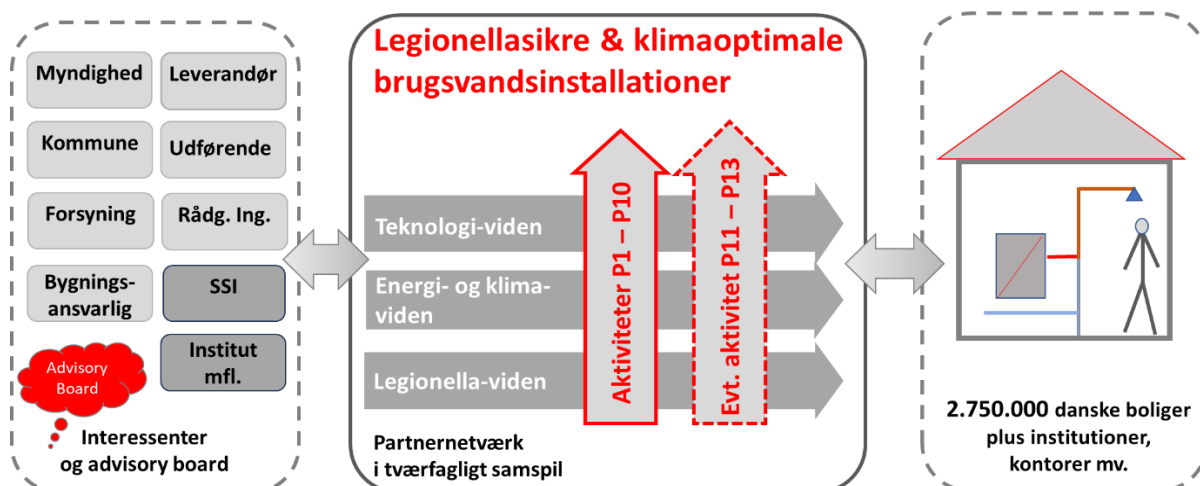 Myndighed
Leverandør
Kommune
Udførende
Forsyning
Rådg. Ing.
Bygnings-
ansvarlig
SSI
Institut
mfl.
Advisory
Board
Interessenter
og advisory board
Legionellasikre & klimaoptimale
brugsvandsinstallationer
Teknologi-viden
Energi- og klima-
viden
Legionella-viden
Aktiviteter P1 – P10
Evt. aktivitet P11 – P13
Partnernetværk
i tværfagligt samspil
2.750.000 danske boliger
plus institutioner,
kontorer mv.